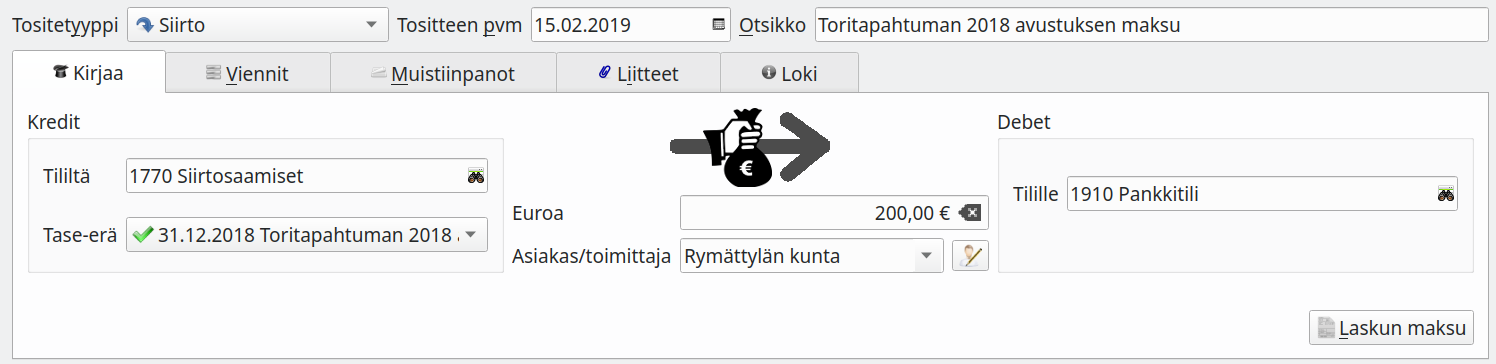 Tositetyyppi Siirto Tositteen pvm 15.02.2019 Otsikko Toritapahtuman 2018 avustuksen maksu
Kirjaa Viennit Muistiinpanot Liitteet Loki
Kredit Debet
Tililtä 1770 Siirtosaamiset
€
Tilille 1910 Pankkitili
Euroa 200,00 €
Tase-erä 31.12.2018 Toritapahtuman 2018
Asiakas/toimittaja Rymättylän kunta
Laskun maksu